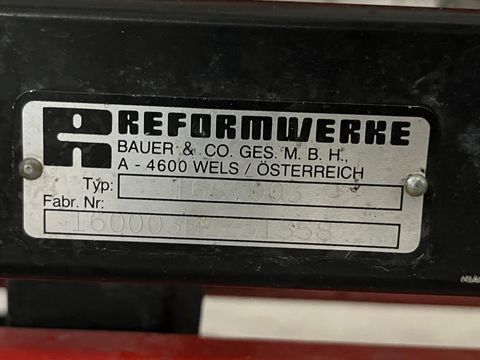 REFORMWERKE
BAUER & CO. GES. M. B. H.,
A - 4600 WELS / ÖSTERREICH
Typ:
Fabr. Nr: